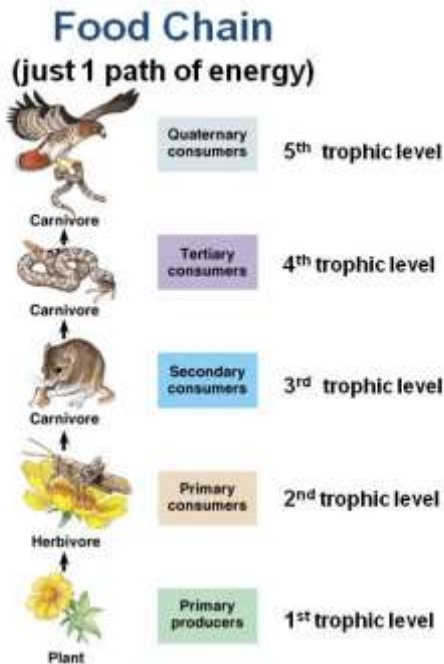 Food Chain
(just 1 path of energy)
Quaternary
consumers
5th trophic level
Carnivore
Tertiary
consumers
4th trophic level
Carnivore
Secondary
consumers
3rd trophic level
Carnivore
Primary
consumers
2nd trophic level
Herbivore
Primary
producers
1st trophic level
Plant